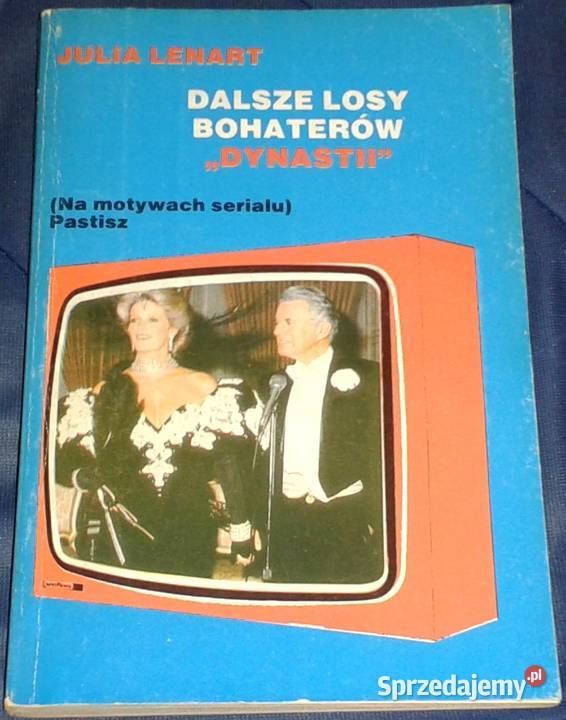 JULIA LENART
DALSZE LOSY
BOHATERÓW
„DYNASTII”
(Na motywach serialu)
Pastisz
Sprzedajemy.pl